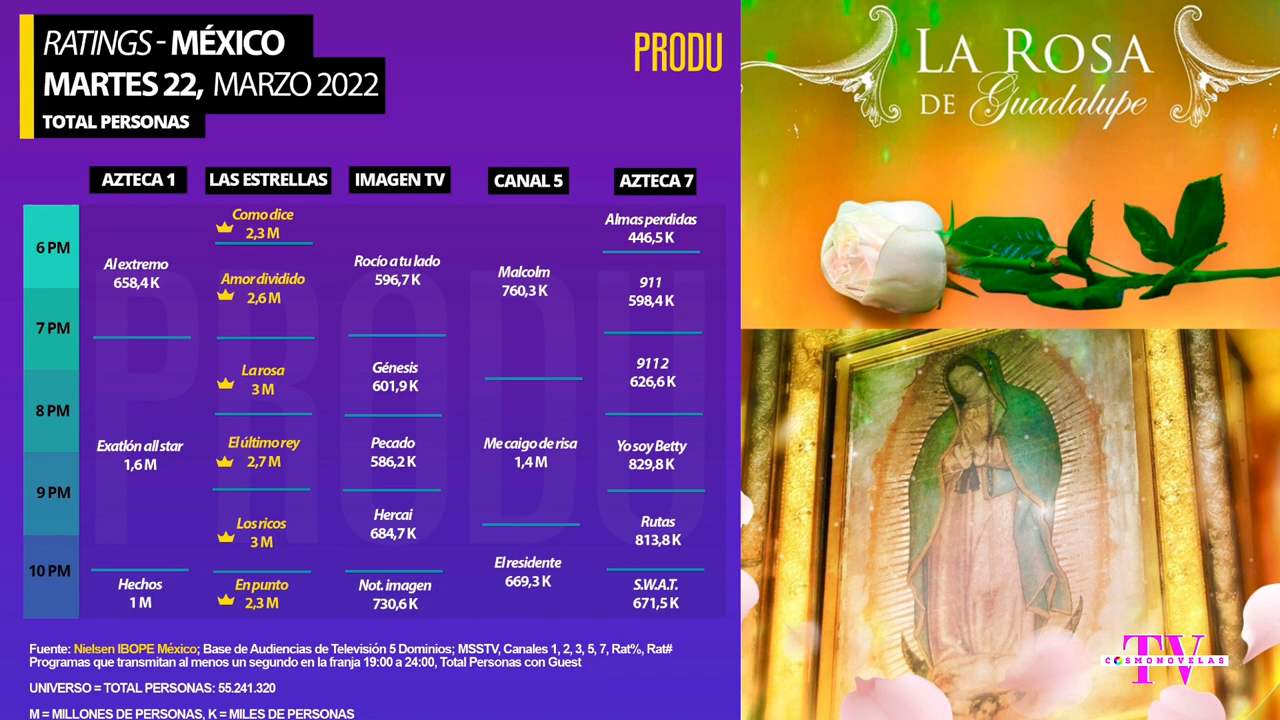 RATINGS - MÉXICO
MARTES 22, MARZO 2022
TOTAL PERSONAS
PRODU
AZTECA 1
LAS ESTRELLAS
IMAGEN TV
CANAL 5
AZTECA 7
6 PM
7 PM
8 PM
9 PM
10 PM
Al extremo
658,4 K
Exatlón all star
1,6 M
Hechos
1 M
Como dice
2,3 M
Amor dividido
2,6 M
La rosa
3 M
El último rey
2,7 M
Los ricos
3 M
En punto
2,3 M
Rocío a tu lado
596,7 K
Génesis
601,9 K
Pecado
586,2 K
Hercai
684,7 K
Not. imagen
730,6 K
Malcolm
760,3 K
Me caigo de risa
1,4 M
El residente
669,3 K
Almas perdidas
446,5 K
911
598,4 K
911 2
626,6 K
Yo soy Betty
829,8 K
Rutas
813,8 K
S.W.A.T.
671,5 K
PRODU
Fuente: Nielsen IBOPE México; Base de Audiencias de Televisión 5 Dominios; MSSTV, Canales 1, 2, 3, 5, 7, Rat%, Rat#
Programas que transmitan al menos un segundo en la franja 19:00 a 24:00, Total Personas con Guest
UNIVERSO = TOTAL PERSONAS: 55.241.320
M = MILLONES DE PERSONAS, K = MILES DE PERSONAS
LA ROSA
DE Guadalupe
TV
COSMONOVELAS